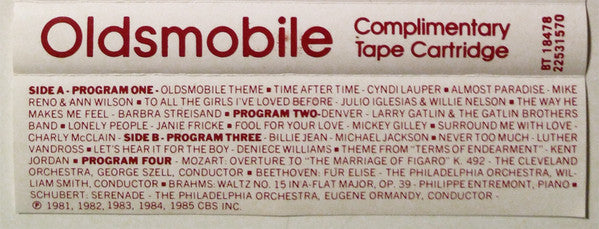 Oldsmobile
Complimentary
Tape Cartridge
BT 18478
22531570
SIDE A - PROGRAM ONE - OLDSMOBILE THEME ▪ TIME AFTER TIME - CYNDI LAUPER ▪ ALMOST PARADISE - MIKE
RENO & ANN WILSON ▪ TO ALL THE GIRLS I'VE LOVED BEFORE - JULIO IGLESIAS & WILLIE NELSON ▪ THE WAY HE
MAKES ME FEEL - BARBRA STREISAND ▪ PROGRAM TWO-DENVER - LARRY GATLIN & THE GATLIN BROTHERS
BAND ▪ LONELY PEOPLE - JANIE FRICKE ▪ FOOL FOR YOUR LOVE - MICKEY GILLEY ▪ SURROUND ME WITH LOVE -
CHARLY McCLAIN ▪ SIDE B - PROGRAM THREE - BILLIE JEAN - MICHAEL JACKSON ▪ NEVER TOO MUCH - LUTHER
VANDROSS ▪ LET'S HEAR IT FOR THE BOY - DENIECE WILLIAMS ▪ THEME FROM "TERMS OF ENDEARMENT" - KENT
JORDAN ▪ PROGRAM FOUR - MOZART: OVERTURE TO "THE MARRIAGE OF FIGARO" K. 492 - THE CLEVELAND
ORCHESTRA, GEORGE SZELL, CONDUCTOR ▪ BEETHOVEN: FÜR ELISE - THE PHILADELPHIA ORCHESTRA, WIL-
LIAM SMITH, CONDUCTOR ▪ BRAHMS: WALTZ NO. 15 IN A-FLAT MAJOR, OP. 39 - PHILIPPE ENTREMONT, PIANO ▪
SCHUBERT: SERENADE - THE PHILADELPHIA ORCHESTRA, EUGENE ORMANDY, CONDUCTOR -
℗ 1981, 1982, 1983, 1984, 1985 CBS INC.